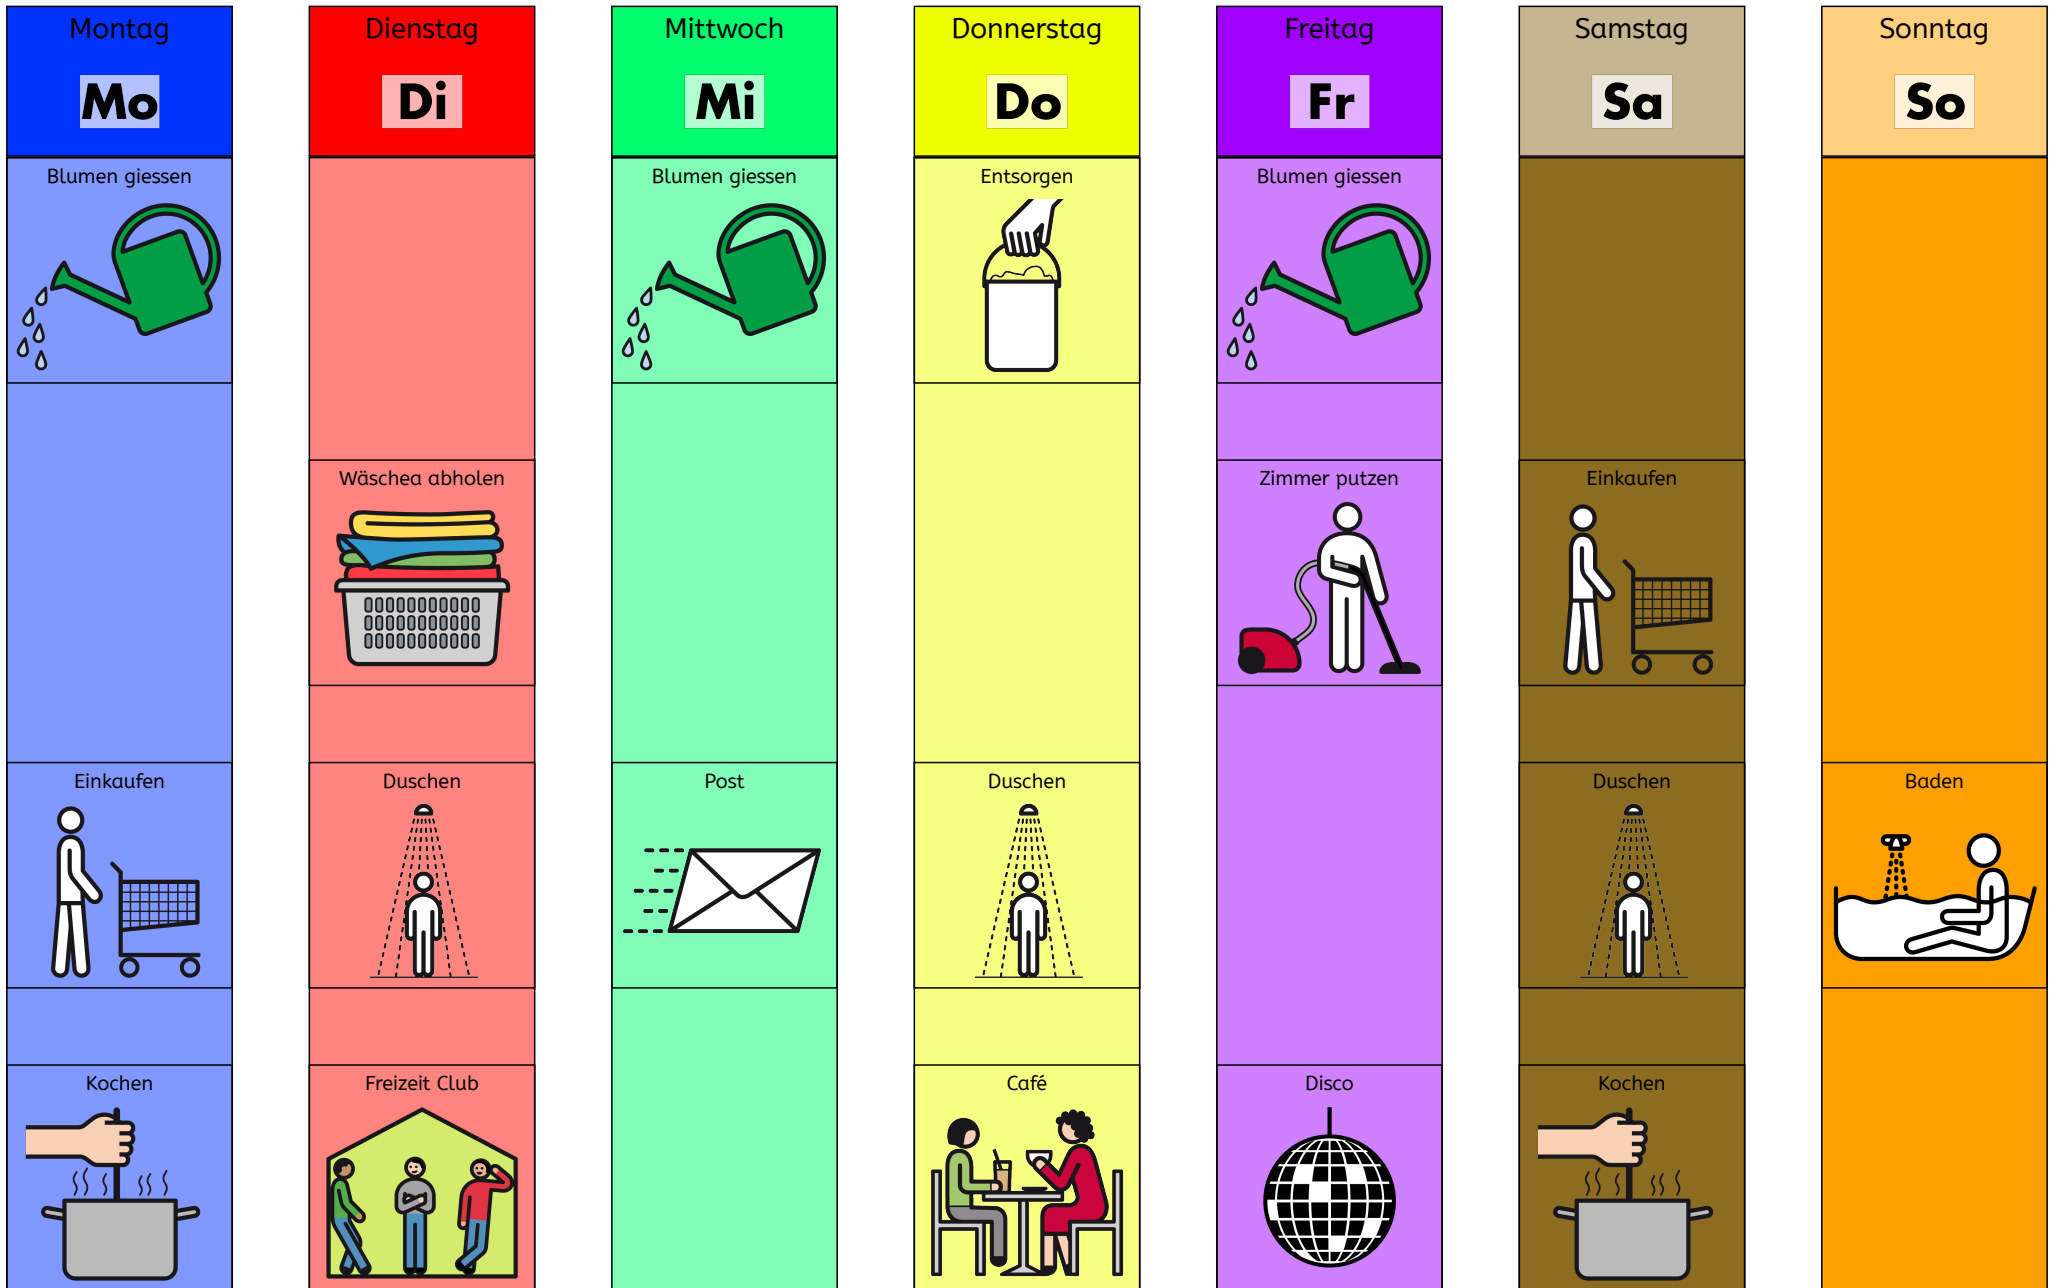 Montag
Mo
Blumen giessen
Einkaufen
Kochen
Dienstag
Di
Wäschea abholen
Duschen
Freizeit Club
Mittwoch
Mi
Blumen giessen
Post
Donnerstag
Do
Entsorgen
Duschen
Café
Freitag
Fr
Blumen giessen
Zimmer putzen
Disco
Samstag
Sa
Einkaufen
Duschen
Kochen
Sonntag
So
Baden